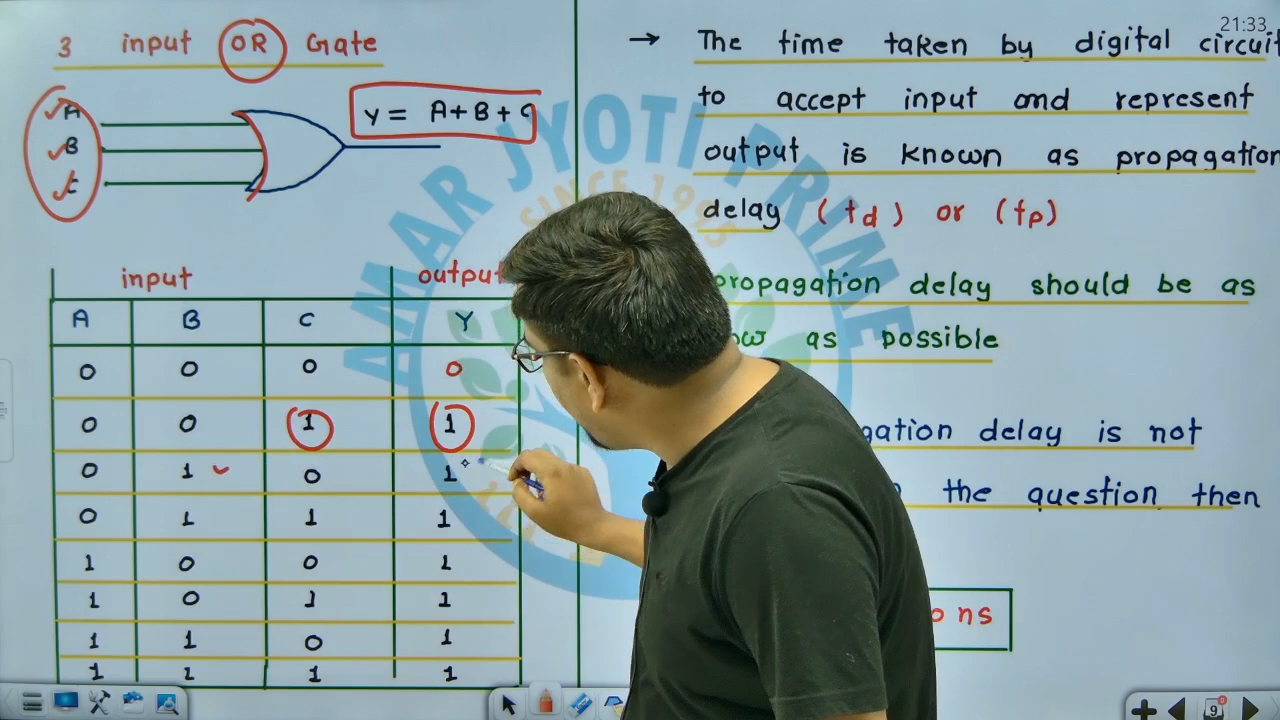 21:33
3 input OR Gate
A
B
C
Y = A+B+C
input output
A B C Y
0 0 0 0
0 0 1 1
0 1 0 1
0 1 1 1
1 0 0 1
1 0 1 1
1 1 0 1
1 1 1 1
→ The time taken by digital circuit
to accept input and represent
output is known as propagation
delay (td) or (tp)
propagation delay should be as
as possible
delay is not
the question then
ns
AMAR JYOTI PRIME
SINCE 1995
9